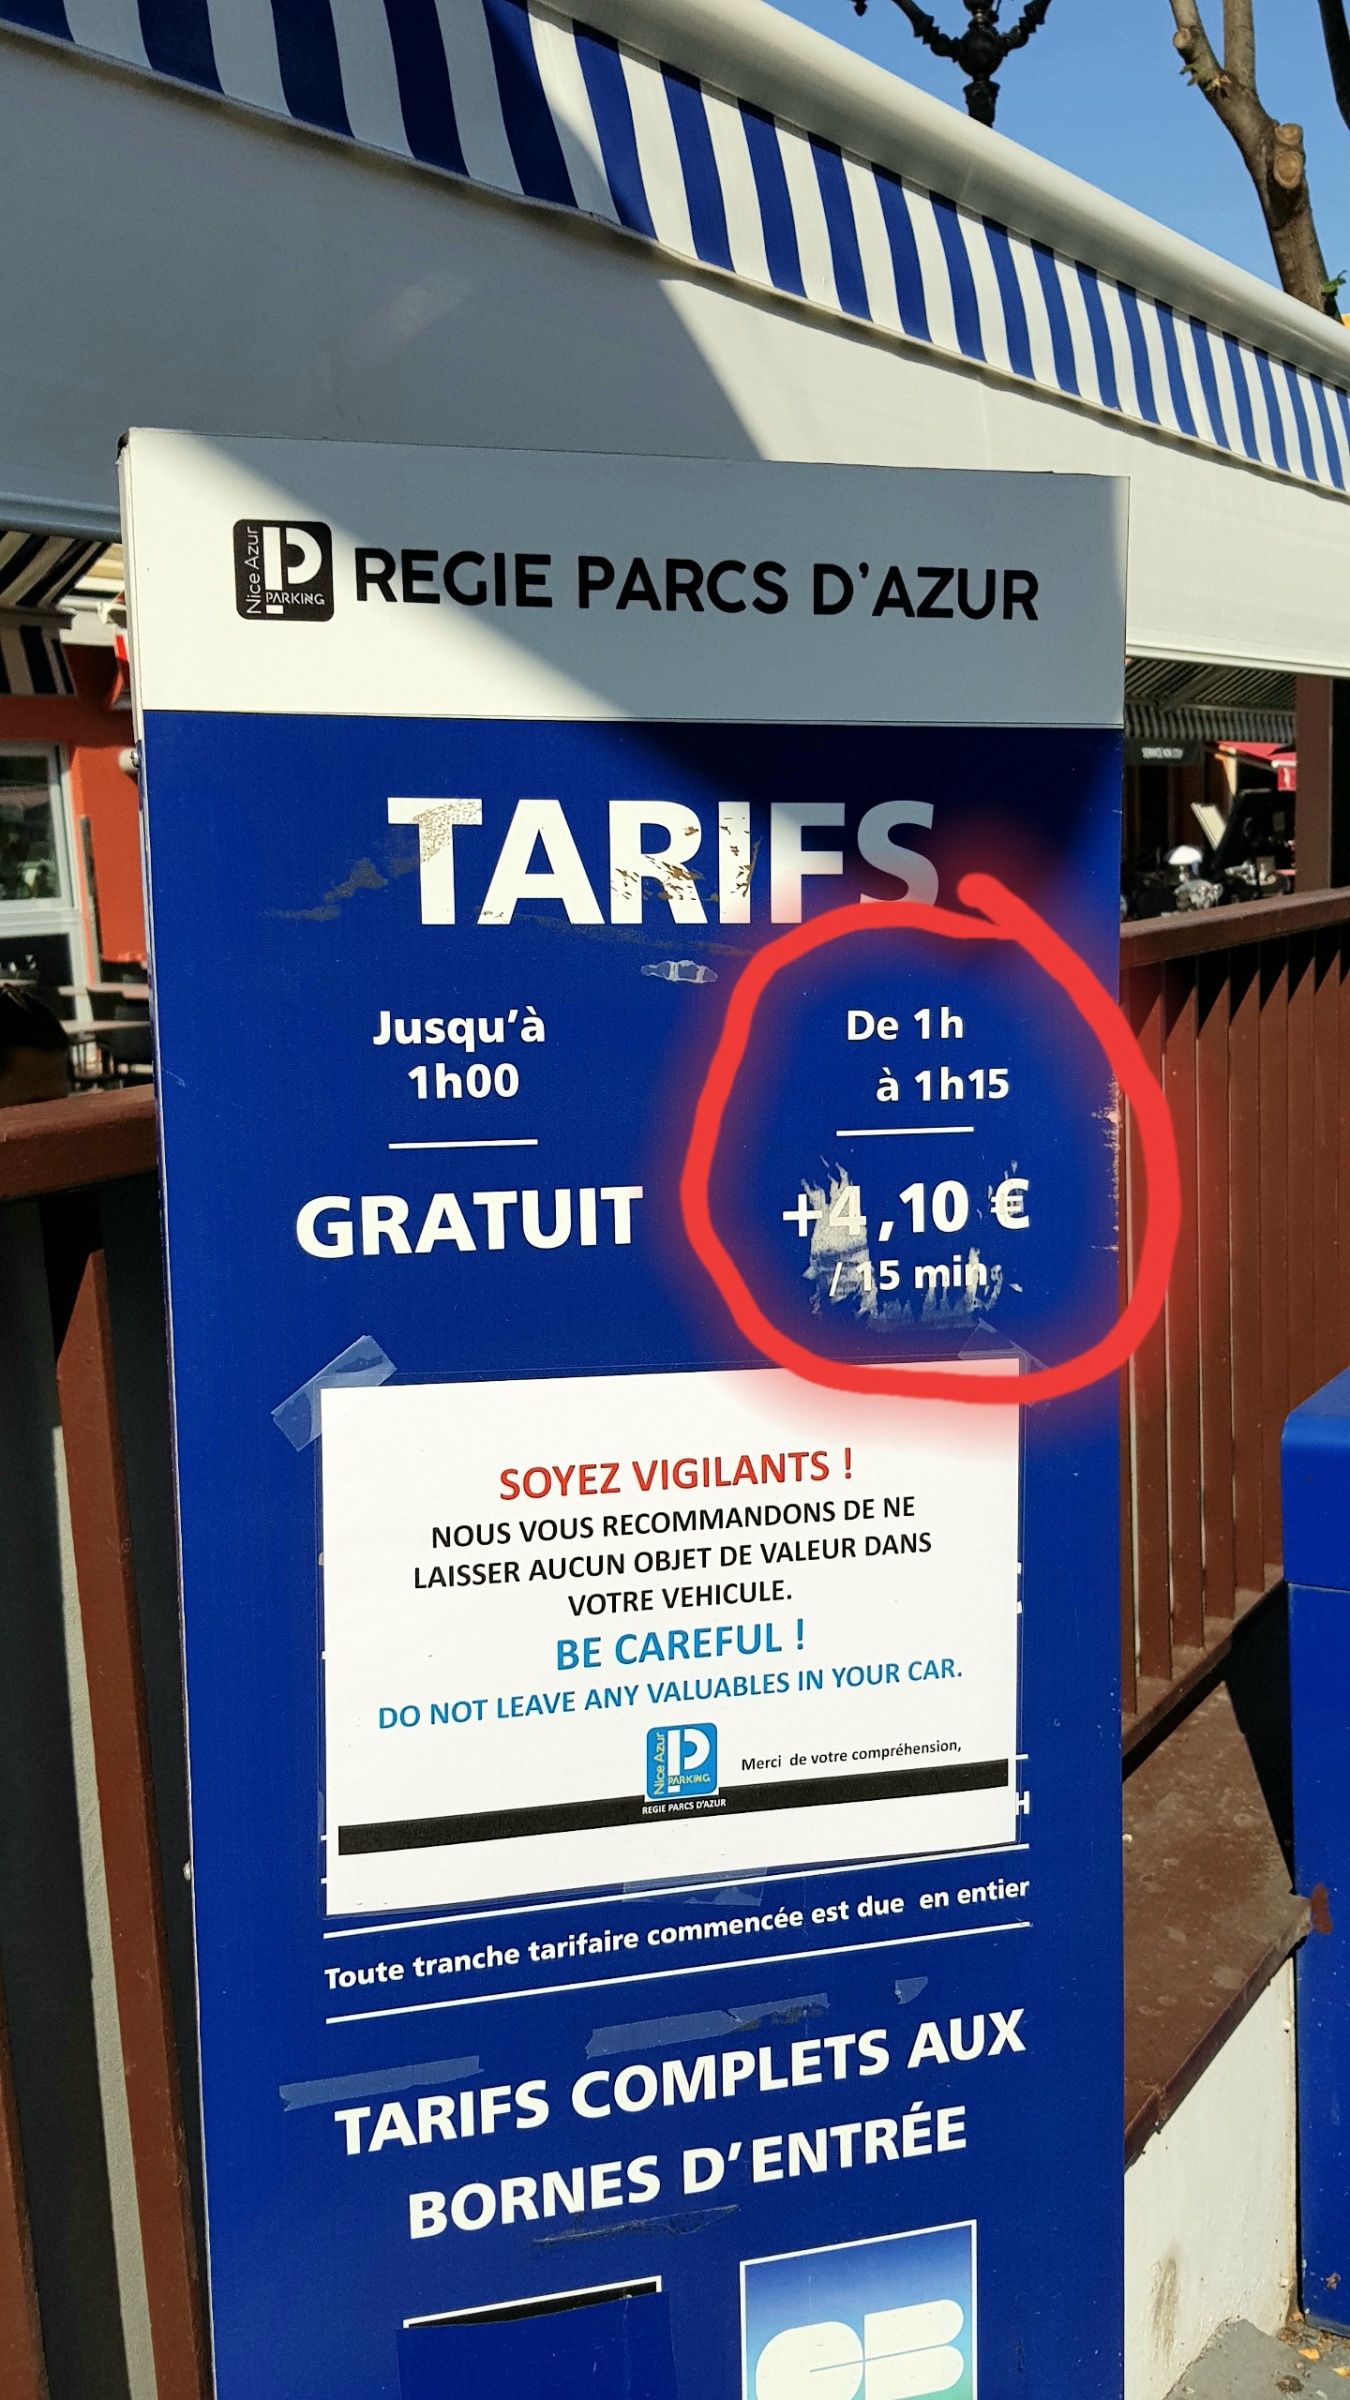 Nice Azur
PARKING
REGIE PARCS D'AZUR
TARIFS
Jusqu'à
1h00
GRATUIT
De 1h
à 1h15
+4,10 €
/ 15 min
SOYEZ VIGILANTS !
NOUS VOUS RECOMMANDONS DE NE
LAISSER AUCUN OBJET DE VALEUR DANS
VOTRE VEHICULE.
BE CAREFUL !
DO NOT LEAVE ANY VALUABLES IN YOUR CAR.
Nice Azur
PARKING
REGIE PARCS D'AZUR
Merci de votre compréhension,
H
Toute tranche tarifaire commencée est due en entier
TARIFS COMPLETS AUX
BORNES D'ENTRÉE
CB